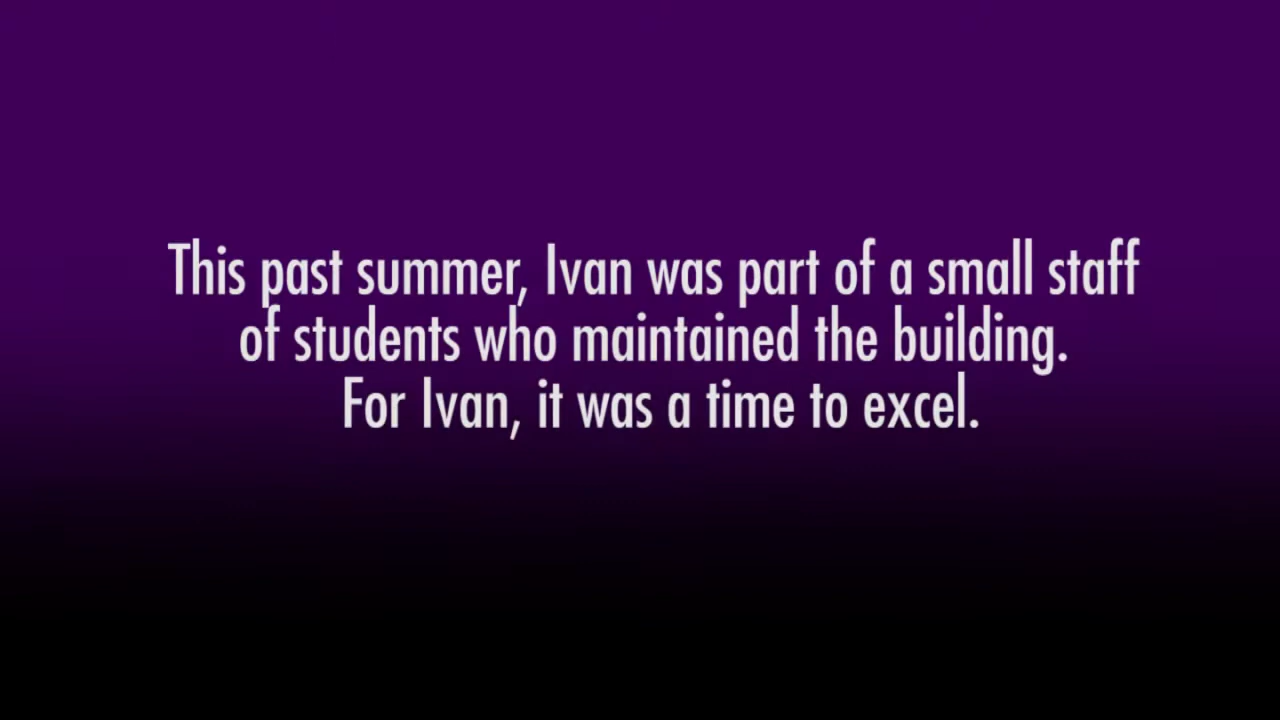 This past summer, Ivan was part of a small staff
of students who maintained the building.
For Ivan, it was a time to excel.